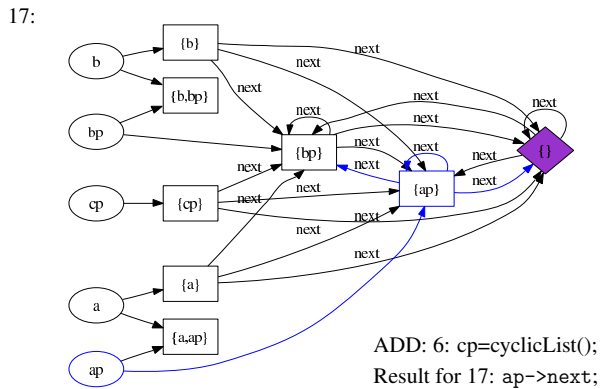 17:
{b}
next
b
next
next
{b,bp}
next
next
next
bp
{bp}
next
next
{}
next
next
next
{ap}
next
cp
{cp}
next
next
next
{a}
next
next
a
{a,ap}
ap
ADD: 6: cp=cyclicList();
Result for 17: ap->next;